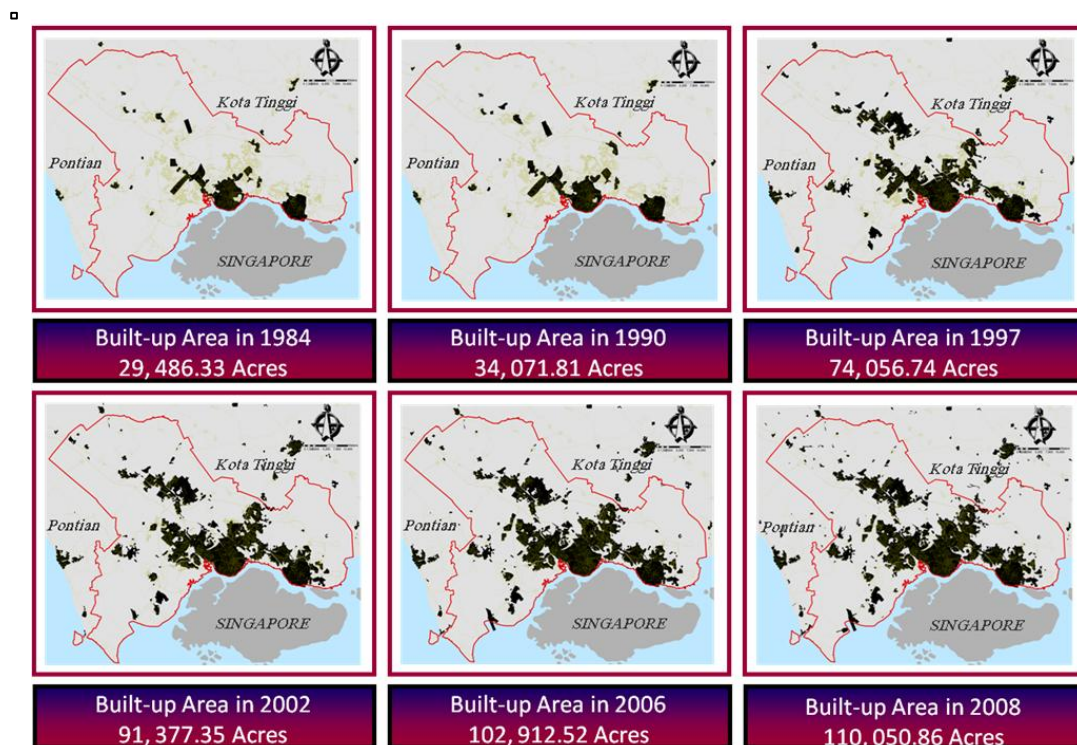 Kota Tinggi
Pontian
SINGAPORE
Built-up Area in 1984
29, 486.33 Acres
Kota Tinggi
Pontian
SINGAPORE
Built-up Area in 1990
34, 071.81 Acres
Kota Tinggi
Pontian
SINGAPORE
Built-up Area in 1997
74, 056.74 Acres
Kota Tinggi
Pontian
SINGAPORE
Built-up Area in 2002
91, 377.35 Acres
Kota Tinggi
Pontian
SINGAPORE
Built-up Area in 2006
102, 912.52 Acres
Kota Tinggi
Pontian
SINGAPORE
Built-up Area in 2008
110, 050.86 Acres